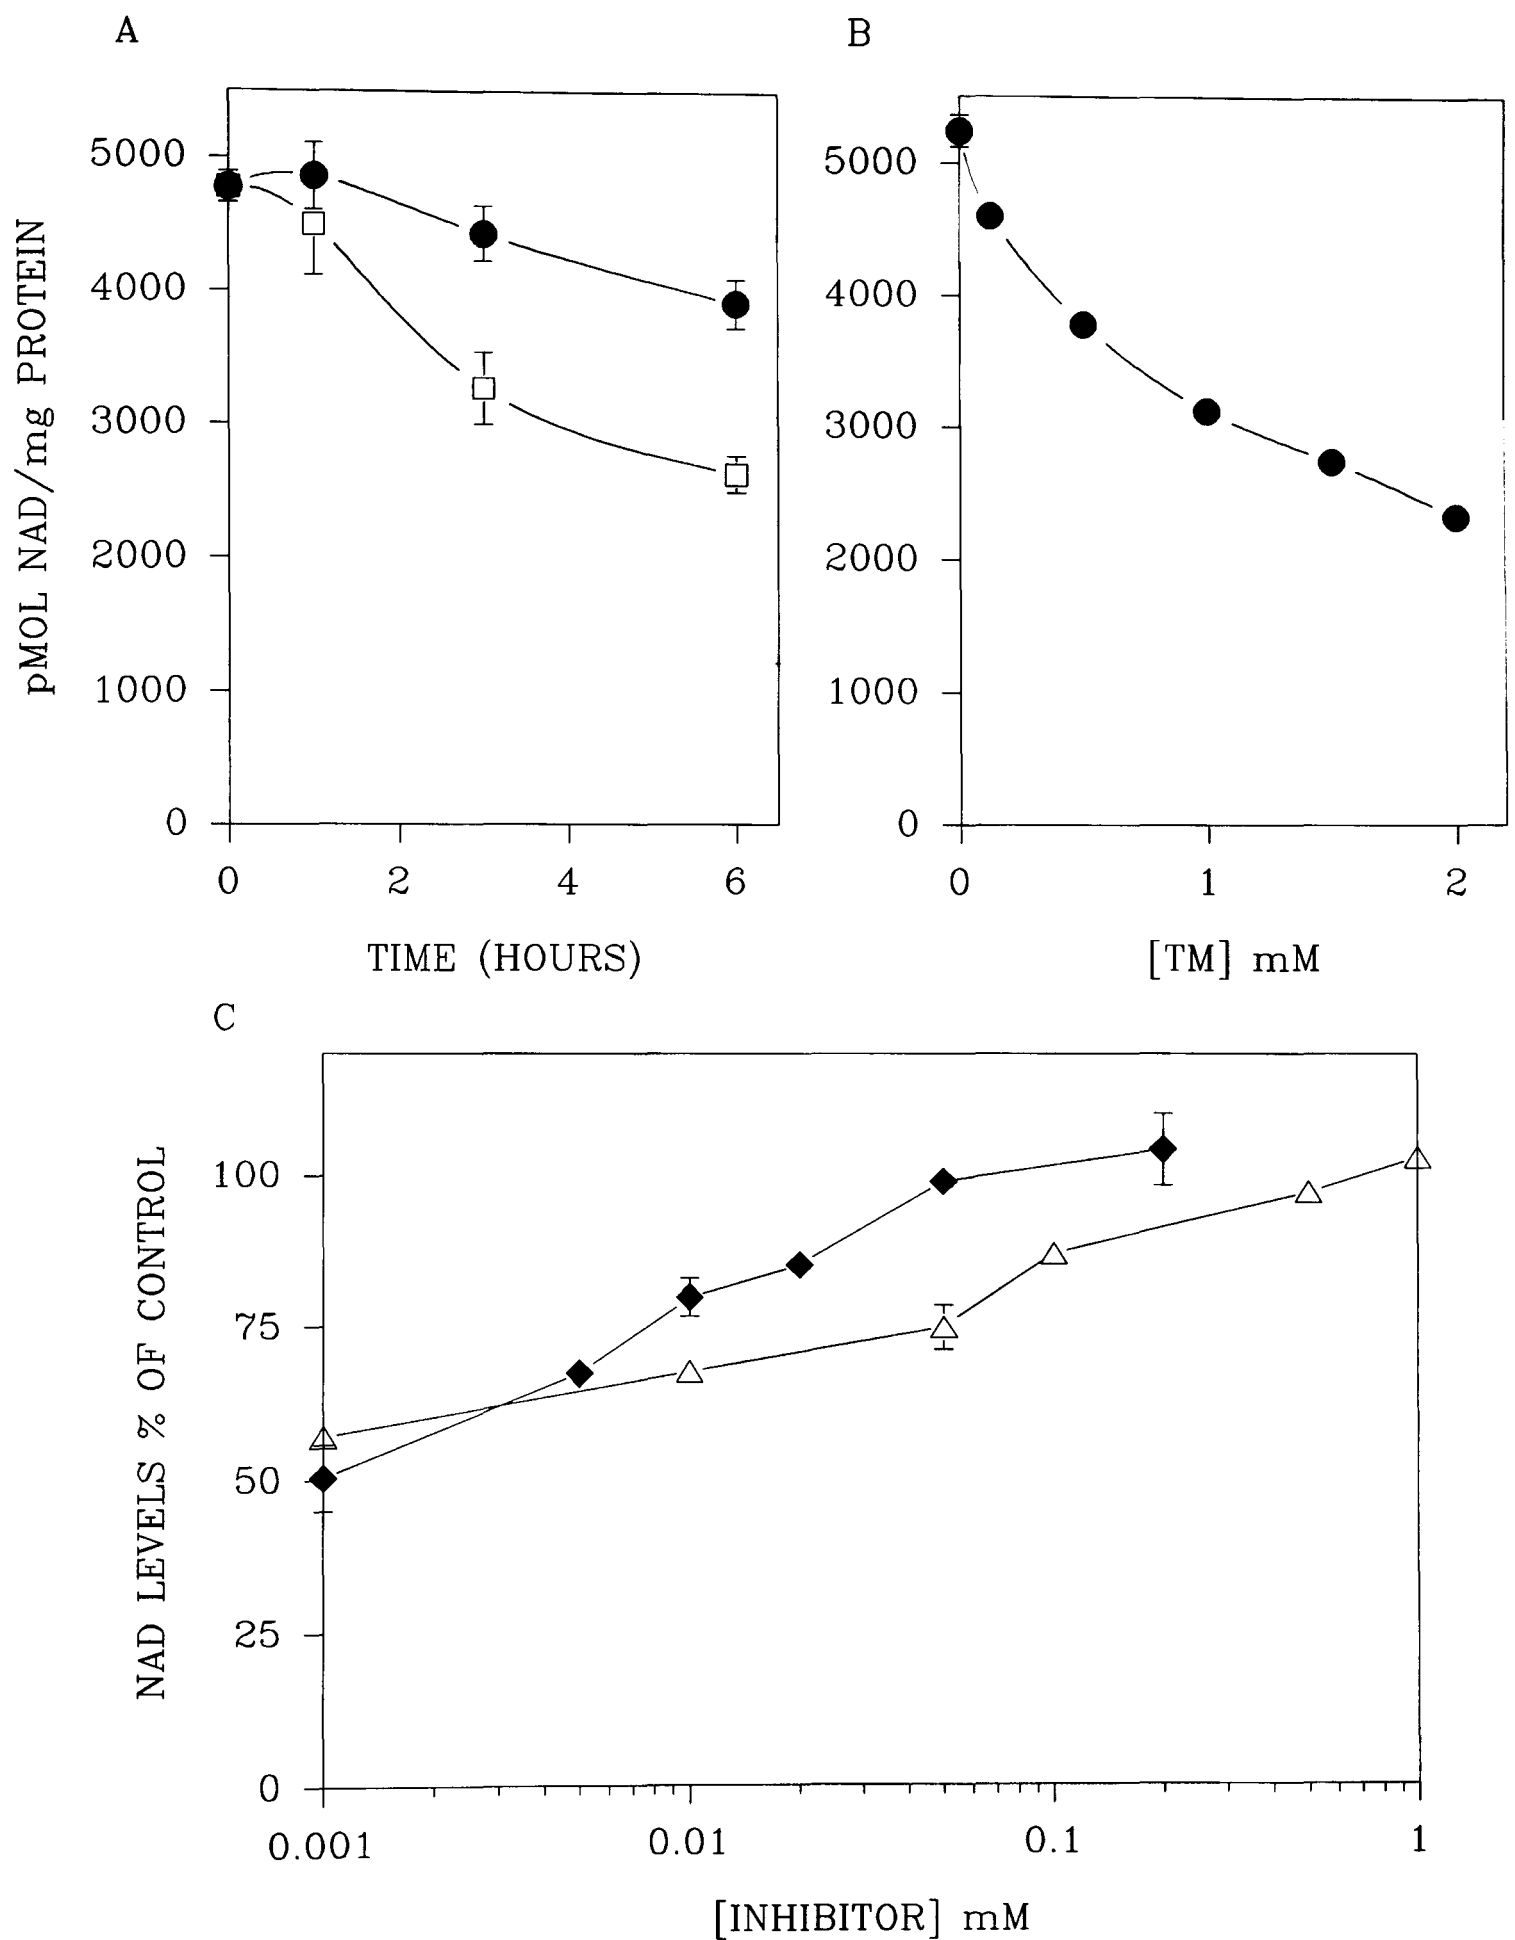 A
B
pMOL NAD/mg PROTEIN
5000
4000
3000
2000
1000
0
0 2 4 6
TIME (HOURS)
5000
4000
3000
2000
1000
0
0 1 2
[TM] mM
C
NAD LEVELS % OF CONTROL
100
75
50
25
0
0.001 0.01 0.1 1
[INHIBITOR] mM